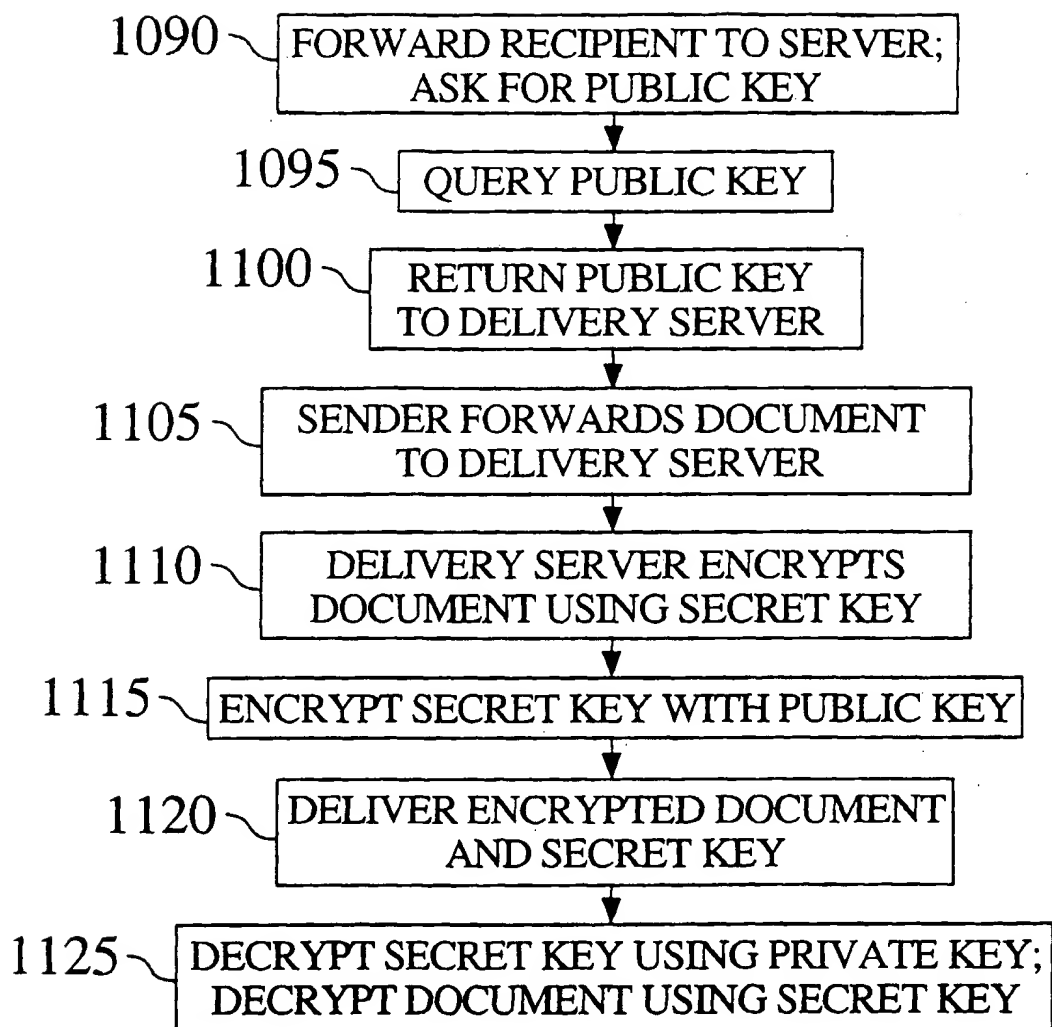 1090
FORWARD RECIPIENT TO SERVER;
ASK FOR PUBLIC KEY
1095
QUERY PUBLIC KEY
1100
RETURN PUBLIC KEY
TO DELIVERY SERVER
1105
SENDER FORWARDS DOCUMENT
TO DELIVERY SERVER
1110
DELIVERY SERVER ENCRYPTS
DOCUMENT USING SECRET KEY
1115
ENCRYPT SECRET KEY WITH PUBLIC KEY
1120
DELIVER ENCRYPTED DOCUMENT
AND SECRET KEY
1125
DECRYPT SECRET KEY USING PRIVATE KEY;
DECRYPT DOCUMENT USING SECRET KEY